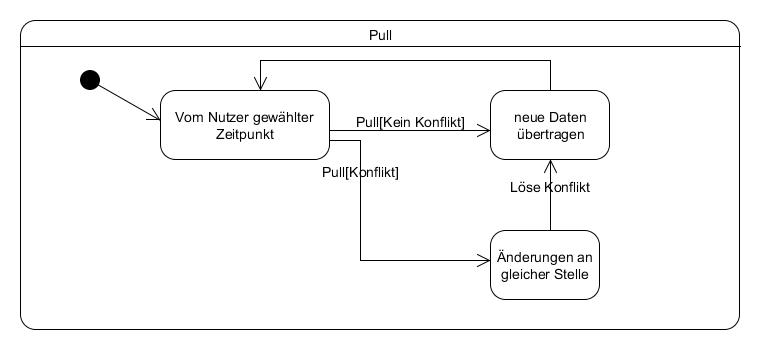 Pull
Vom Nutzer gewählter
Zeitpunkt
Pull[Kein Konflikt]
neue Daten
übertragen
Pull[Konflikt]
Löse Konflikt
Änderungen an
gleicher Stelle